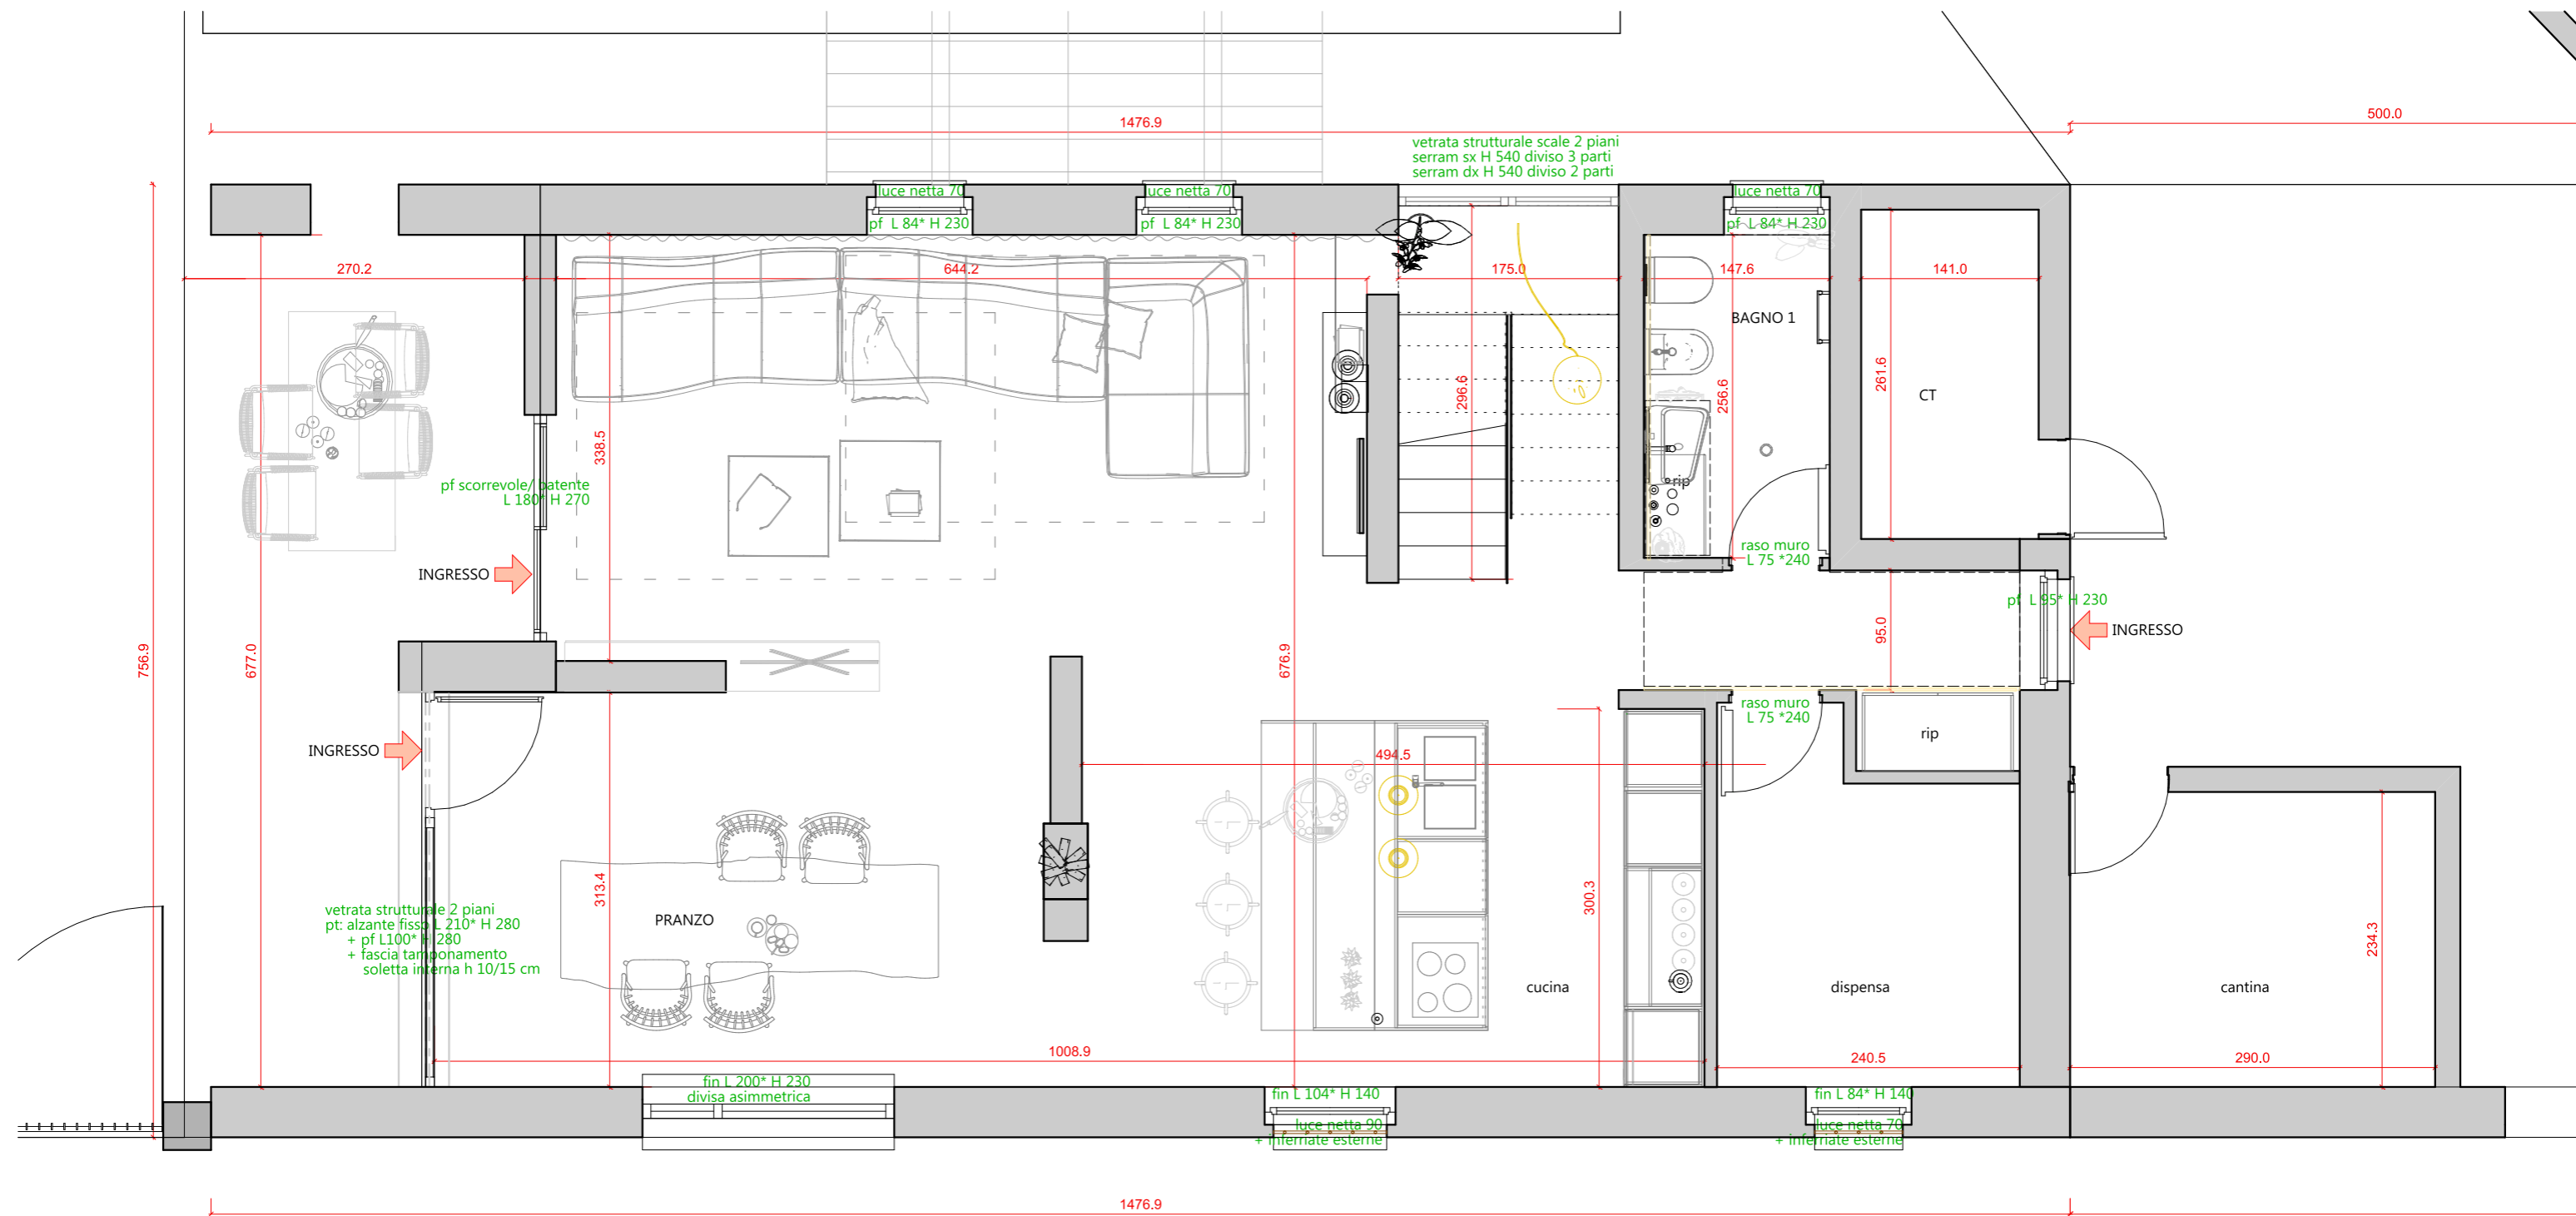 500.0
1476.9
vetrata strutturale scale 2 piani
serram sx H 540 diviso 3 parti
serram dx H 540 diviso 2 parti
luce netta 70
luce netta 70
luce netta 70
pf L 84* H 230
pf L 84* H 230
pf L 84* H 230
270.2
644.2
175.0
147.6
141.0
BAGNO 1
261.6
296.6
256.6
CT
338.5
pf scorrevole/ batente
L 180* H 270
rip
raso muro
L 75 *240
INGRESSO
pf L 95* H 230
INGRESSO
95.0
756.9
677.0
676.9
raso muro
L 75 *240
rip
INGRESSO
494.5
313.4
300.3
vetrata strutturale 2 piani
pt: alzante fisso L 210* H 280
+ pf L100* H 280
+ fascia tamponamento
soletta interna h 10/15 cm
PRANZO
234.3
cucina
dispensa
cantina
1008.9
240.5
290.0
fin L 200* H 230
divisa asimmetrica
fin L 104* H 140
fin L 84* H 140
luce netta 90
+ inferriate esterne
luce netta 70
+ inferriate esterne
1476.9